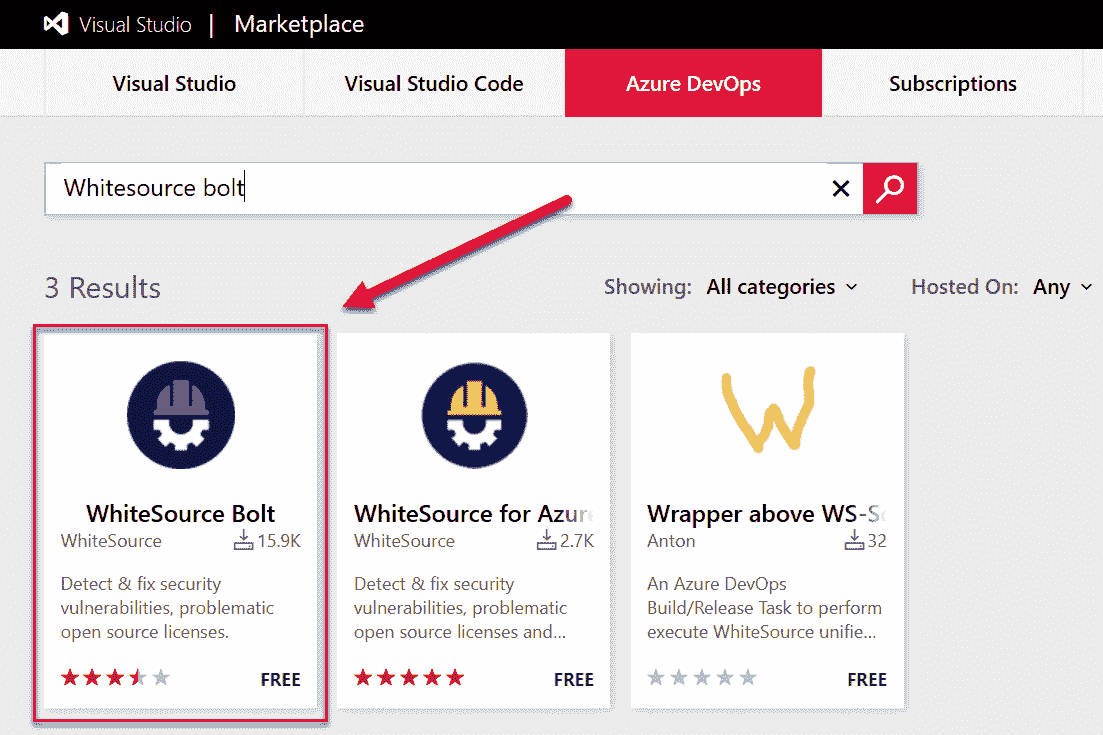 Visual Studio | Marketplace
Visual Studio
Visual Studio Code
Azure DevOps
Subscriptions
Whitesource bolt
3 Results
Showing: All categories
Hosted On: Any
WhiteSource Bolt
WhiteSource 15.9K
Detect & fix security
vulnerabilities, problematic
open source licenses.
FREE
WhiteSource for Azure
WhiteSource 2.7K
Detect & fix security
vulnerabilities, problematic
open source licenses and...
FREE
Wrapper above WS-S
Anton 32
An Azure DevOps
Build/Release Task to perform
execute WhiteSource unifie...
FREE